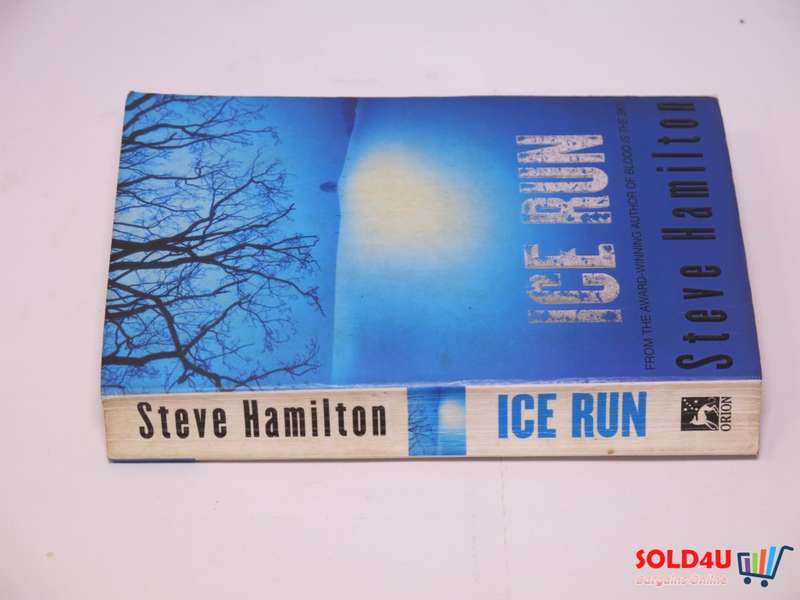 Steve Hamilton
FROM THE AWARD-WINNING AUTHOR OF BLOOD IS THE SKY
ICE RUN
Steve Hamilton
ICE RUN
ORION
SOLD4U
Bargains Online